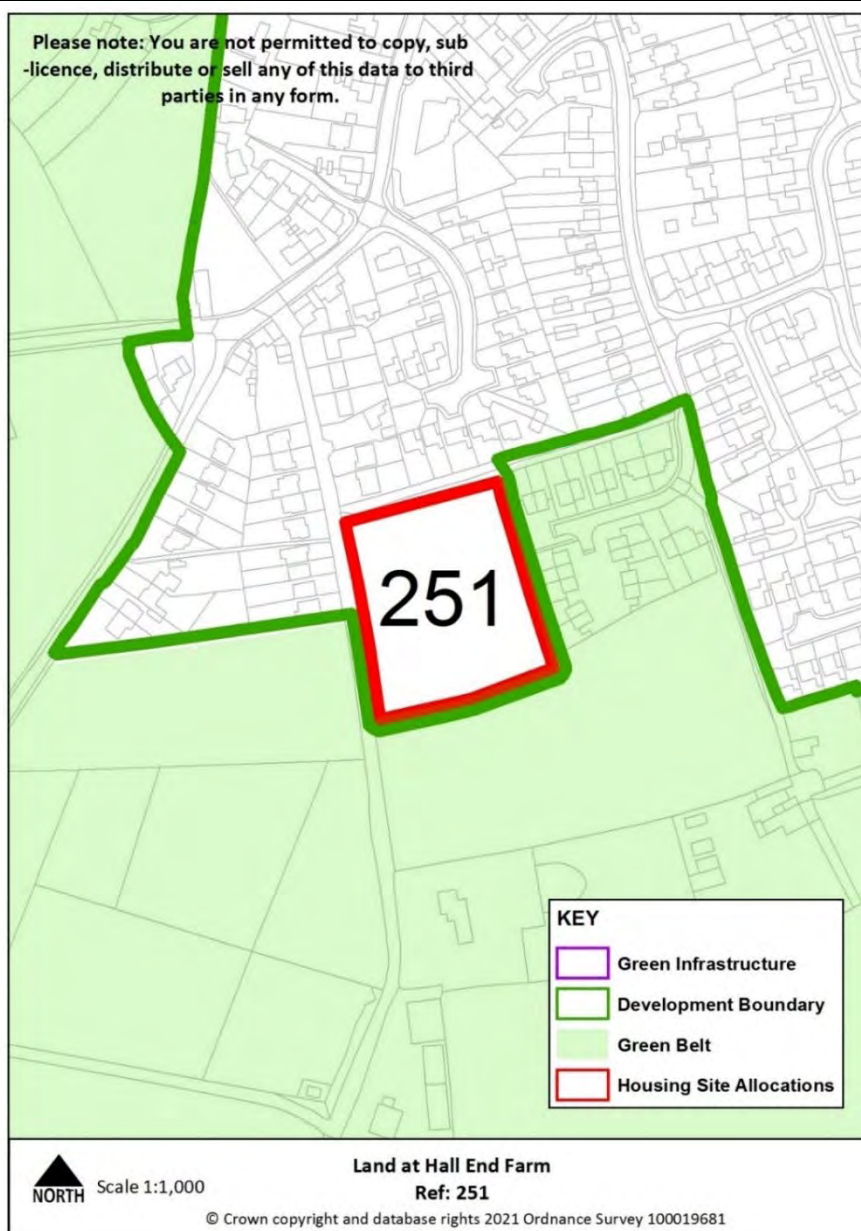 Please note: You are not permitted to copy, sub
-licence, distribute or sell any of this data to third
parties in any form.
251
KEY
Green Infrastructure
Development Boundary
Green Belt
Housing Site Allocations
NORTH
Scale 1:1,000
Land at Hall End Farm
Ref: 251
© Crown copyright and database rights 2021 Ordnance Survey 100019681